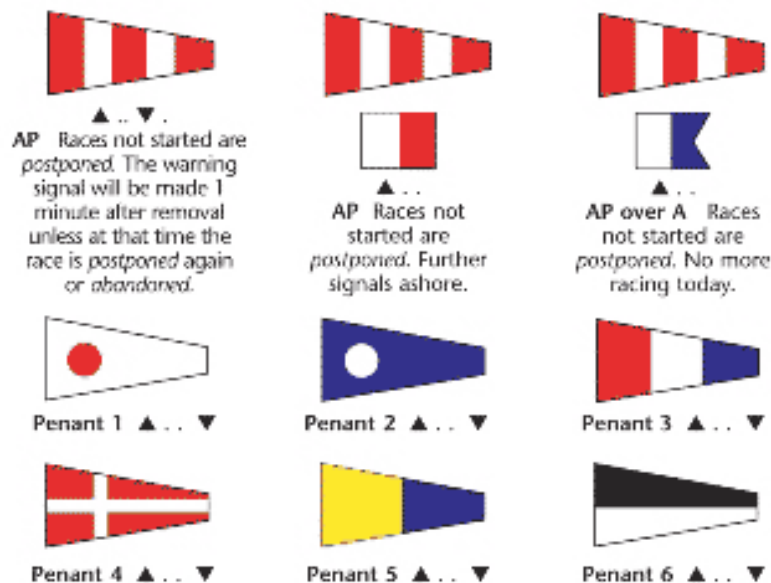 AP Races not started are
postponed. The warning
signal will be made 1
minute after removal
unless at that time the
race is postponed again
or abandoned.
AP Races not
started are
postponed. Further
signals ashore.
AP over A Races
not started are
postponed. No more
racing today.
Penant 1
Penant 2
Penant 3
Penant 4
Penant 5
Penant 6